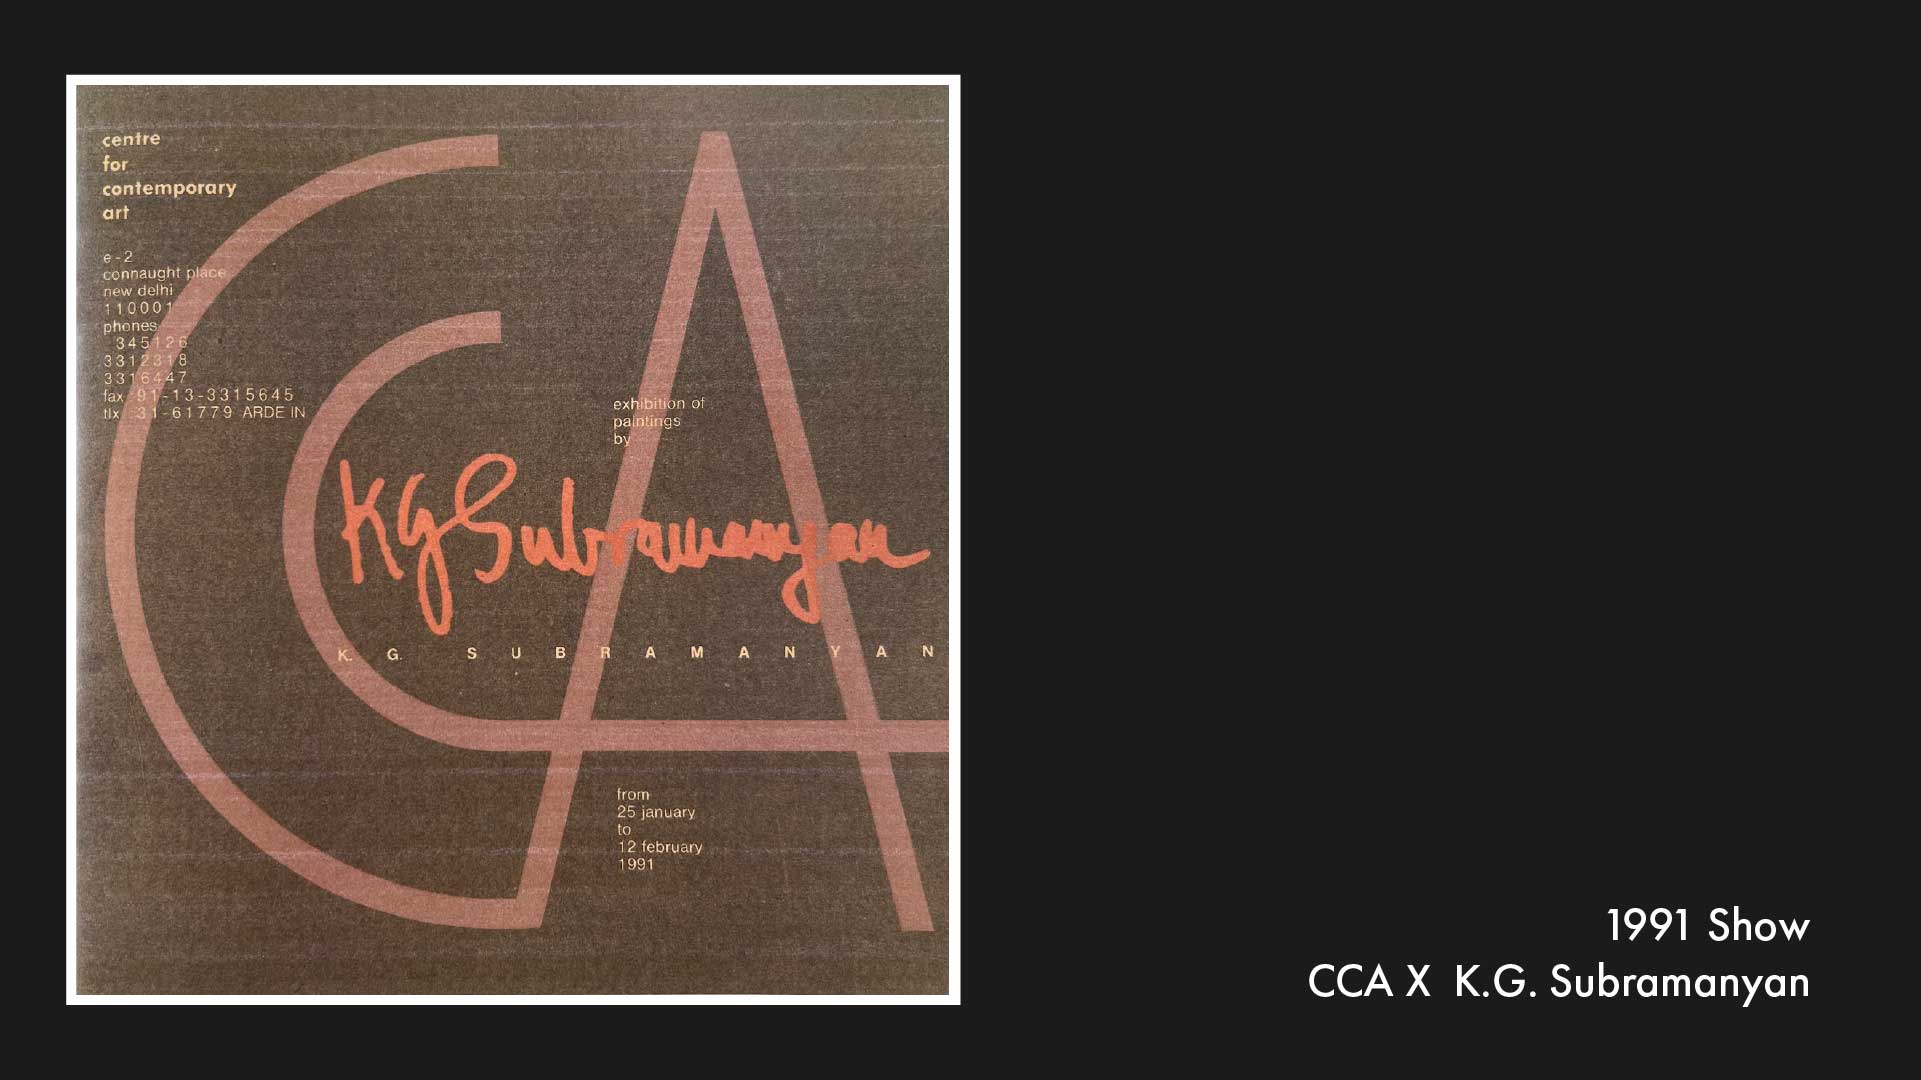 centre
for
contemporary
art
e-2
connaught place
new delhi
110001
phones
345126
3312318
3316447
fax :91-13-3315645
tlx :31-61779 ARDE IN
CCA
exhibition of
paintings
by
KG Subramanyan
K. G. SUBRAMANYAN
from
25 january
to
12 february
1991
1991 Show
CCA X K.G. Subramanyan